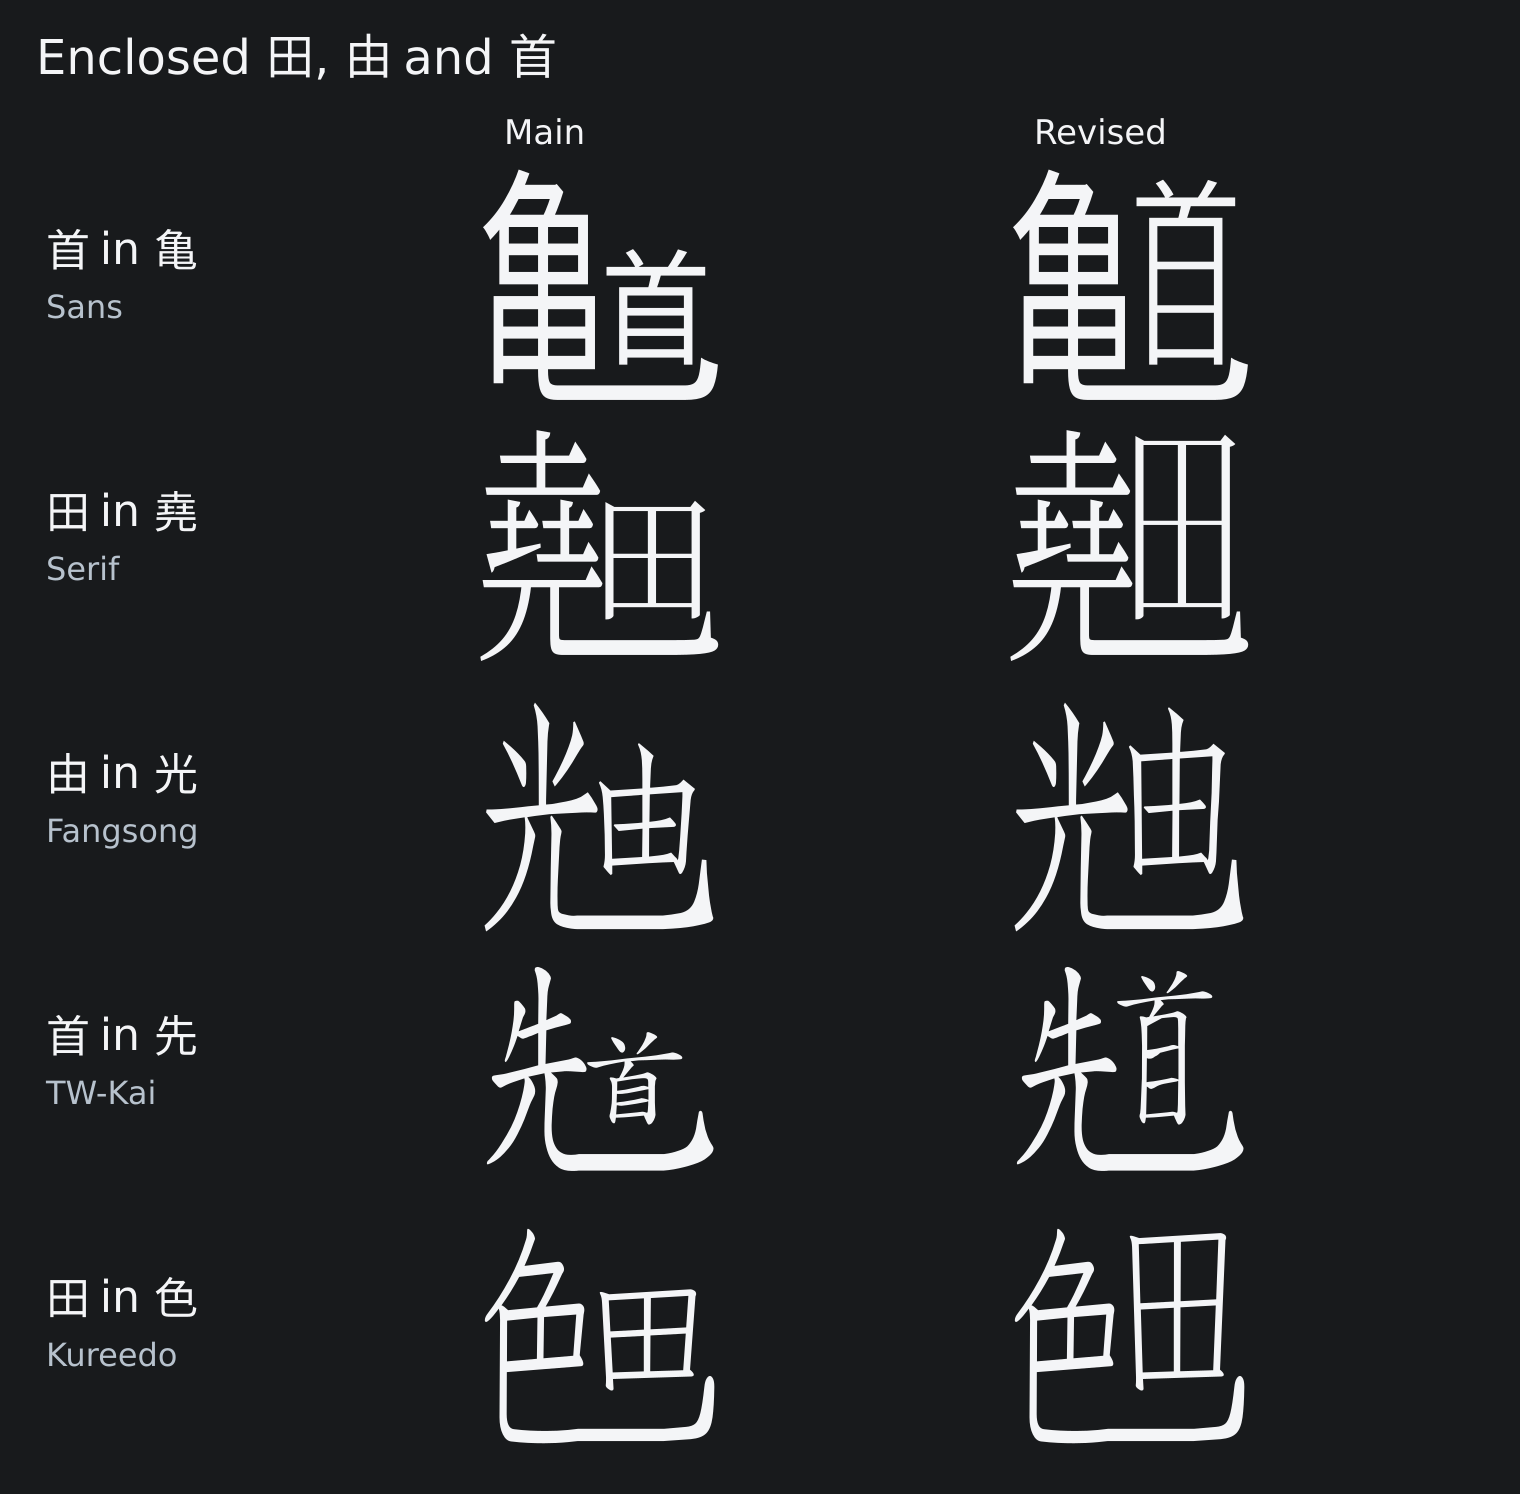 Enclosed 田, 由 and 首
Main Revised
首 in 亀
Sans
田 in 堯
Serif
由 in 光
Fangsong
首 in 先
TW-Kai
田 in 色
Kureedo